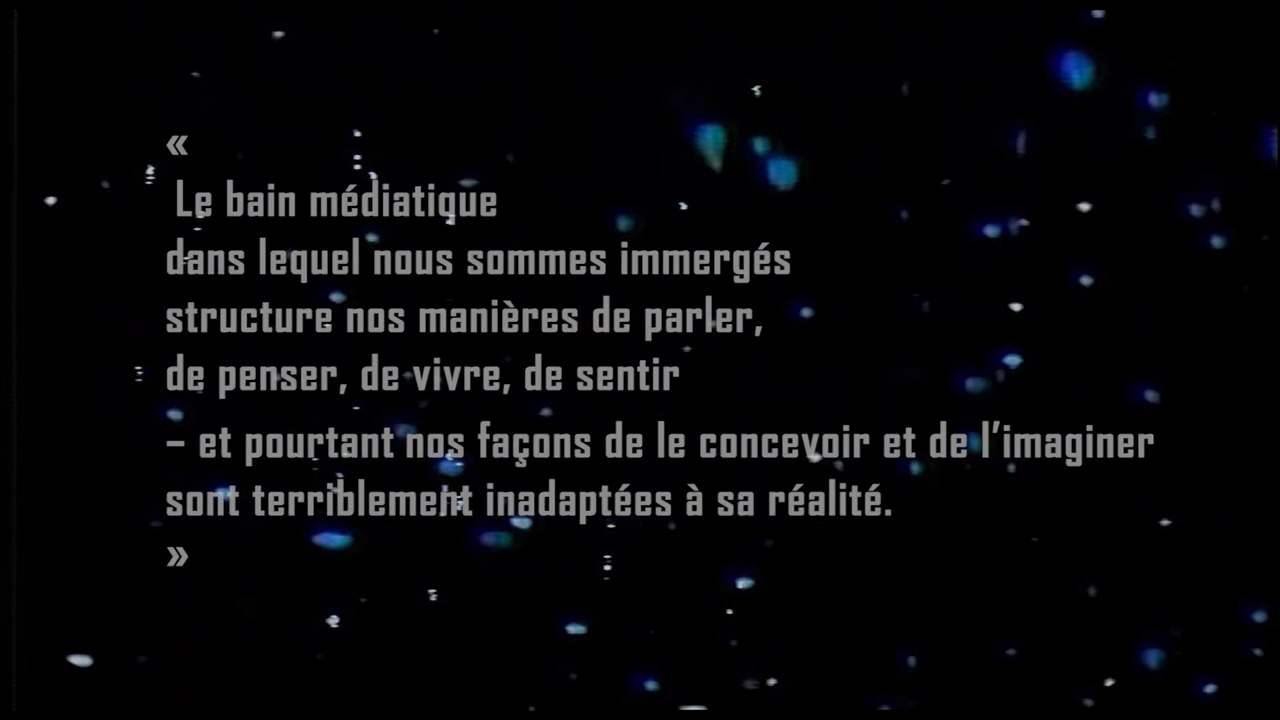 «
Le bain médiatique
dans lequel nous sommes immergés
structure nos manières de parler,
de penser, de vivre, de sentir
– et pourtant nos façons de le concevoir et de l’imaginer
sont terriblement inadaptées à sa réalité.
»